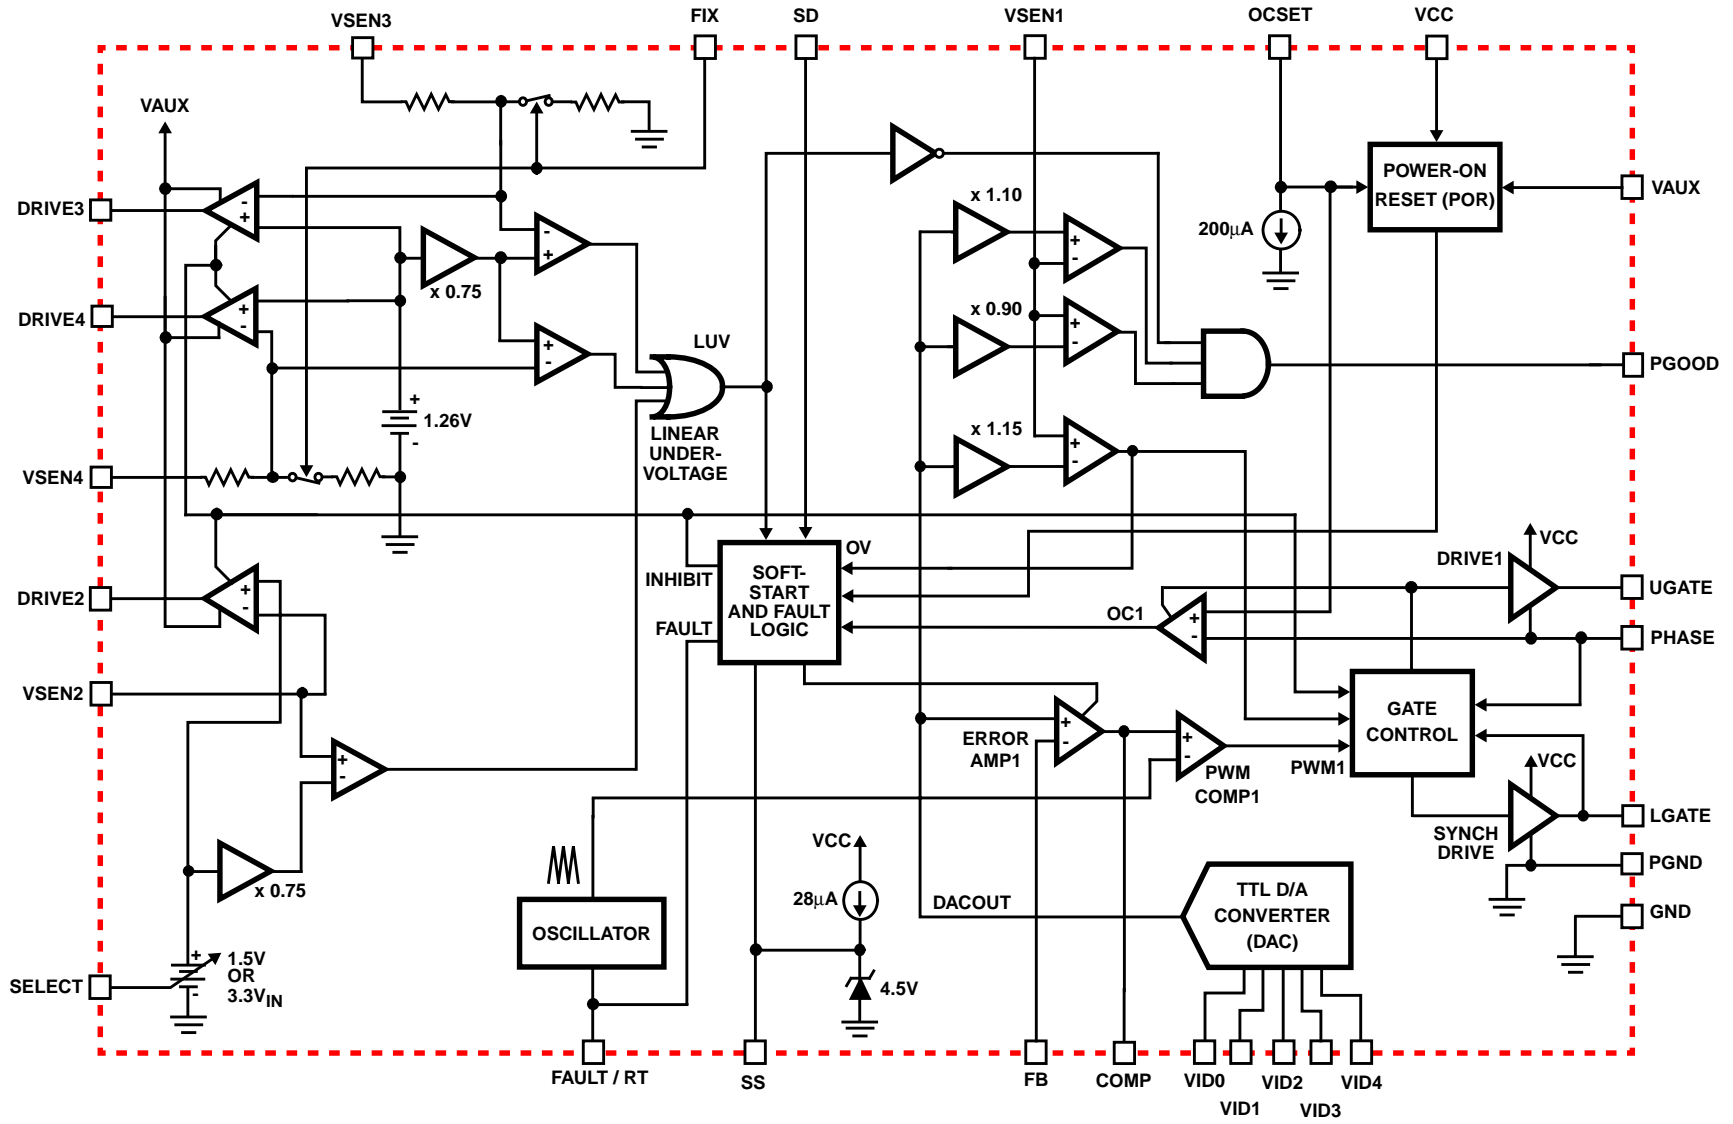 VSEN3
FIX
SD
VSEN1
OCSET
VCC
VAUX
POWER-ON
RESET (POR)
VAUX
x 1.10
DRIVE3
-
+
200μA
-
+
+
-
x 0.75
x 0.90
DRIVE4
+
-
+
-
+
-
LUV
PGOOD
+
1.26V
-
LINEAR
UNDER-
VOLTAGE
x 1.15
+
-
VSEN4
OV
VCC
DRIVE1
INHIBIT
SOFT-
START
AND FAULT
LOGIC
DRIVE2
+
-
UGATE
FAULT
OC1
+
-
PHASE
VSEN2
GATE
CONTROL
ERROR
AMP1
+
-
+
-
PWM
COMP1
PWM1
VCC
+
-
SYNCH
DRIVE
LGATE
VCC
x 0.75
PGND
28μA
DACOUT
TTL D/A
CONVERTER
(DAC)
GND
OSCILLATOR
SELECT
+
-
1.5V
OR
3.3VIN
4.5V
FAULT / RT
SS
FB
COMP
VID0
VID1
VID2
VID3
VID4